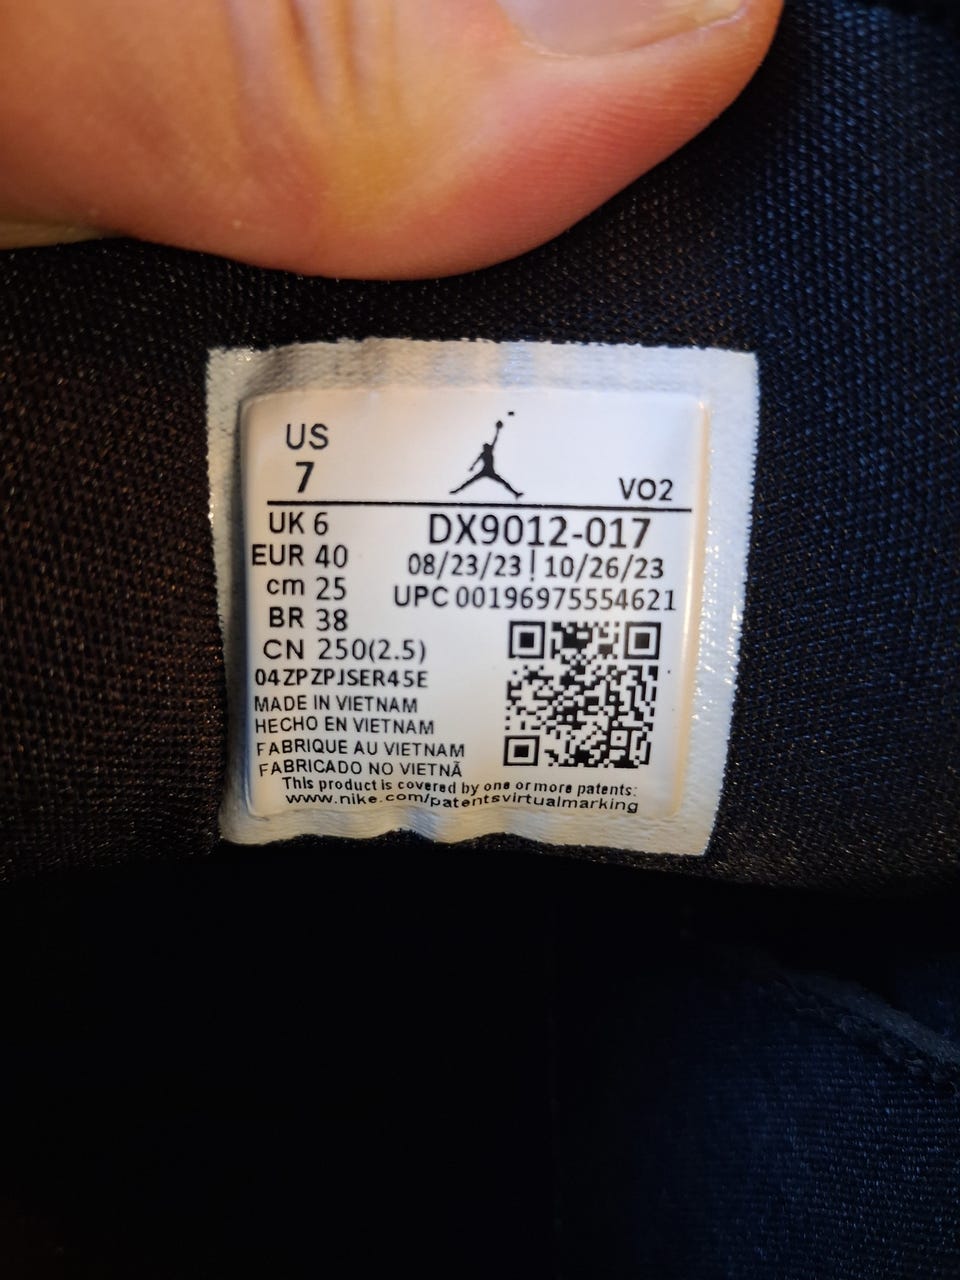 US
7
VO2
UK 6
EUR 40
cm 25
BR 38
CN 250(2.5)
DX9012-017
08/23/23 | 10/26/23
UPC 00196975554621
04ZPZPJSER45E
MADE IN VIETNAM
HECHO EN VIETNAM
FABRIQUE AU VIETNAM
FABRICADO NO VIETNÃ
This product is covered by one or more patents:
www.nike.com/patentsvirtualmarking